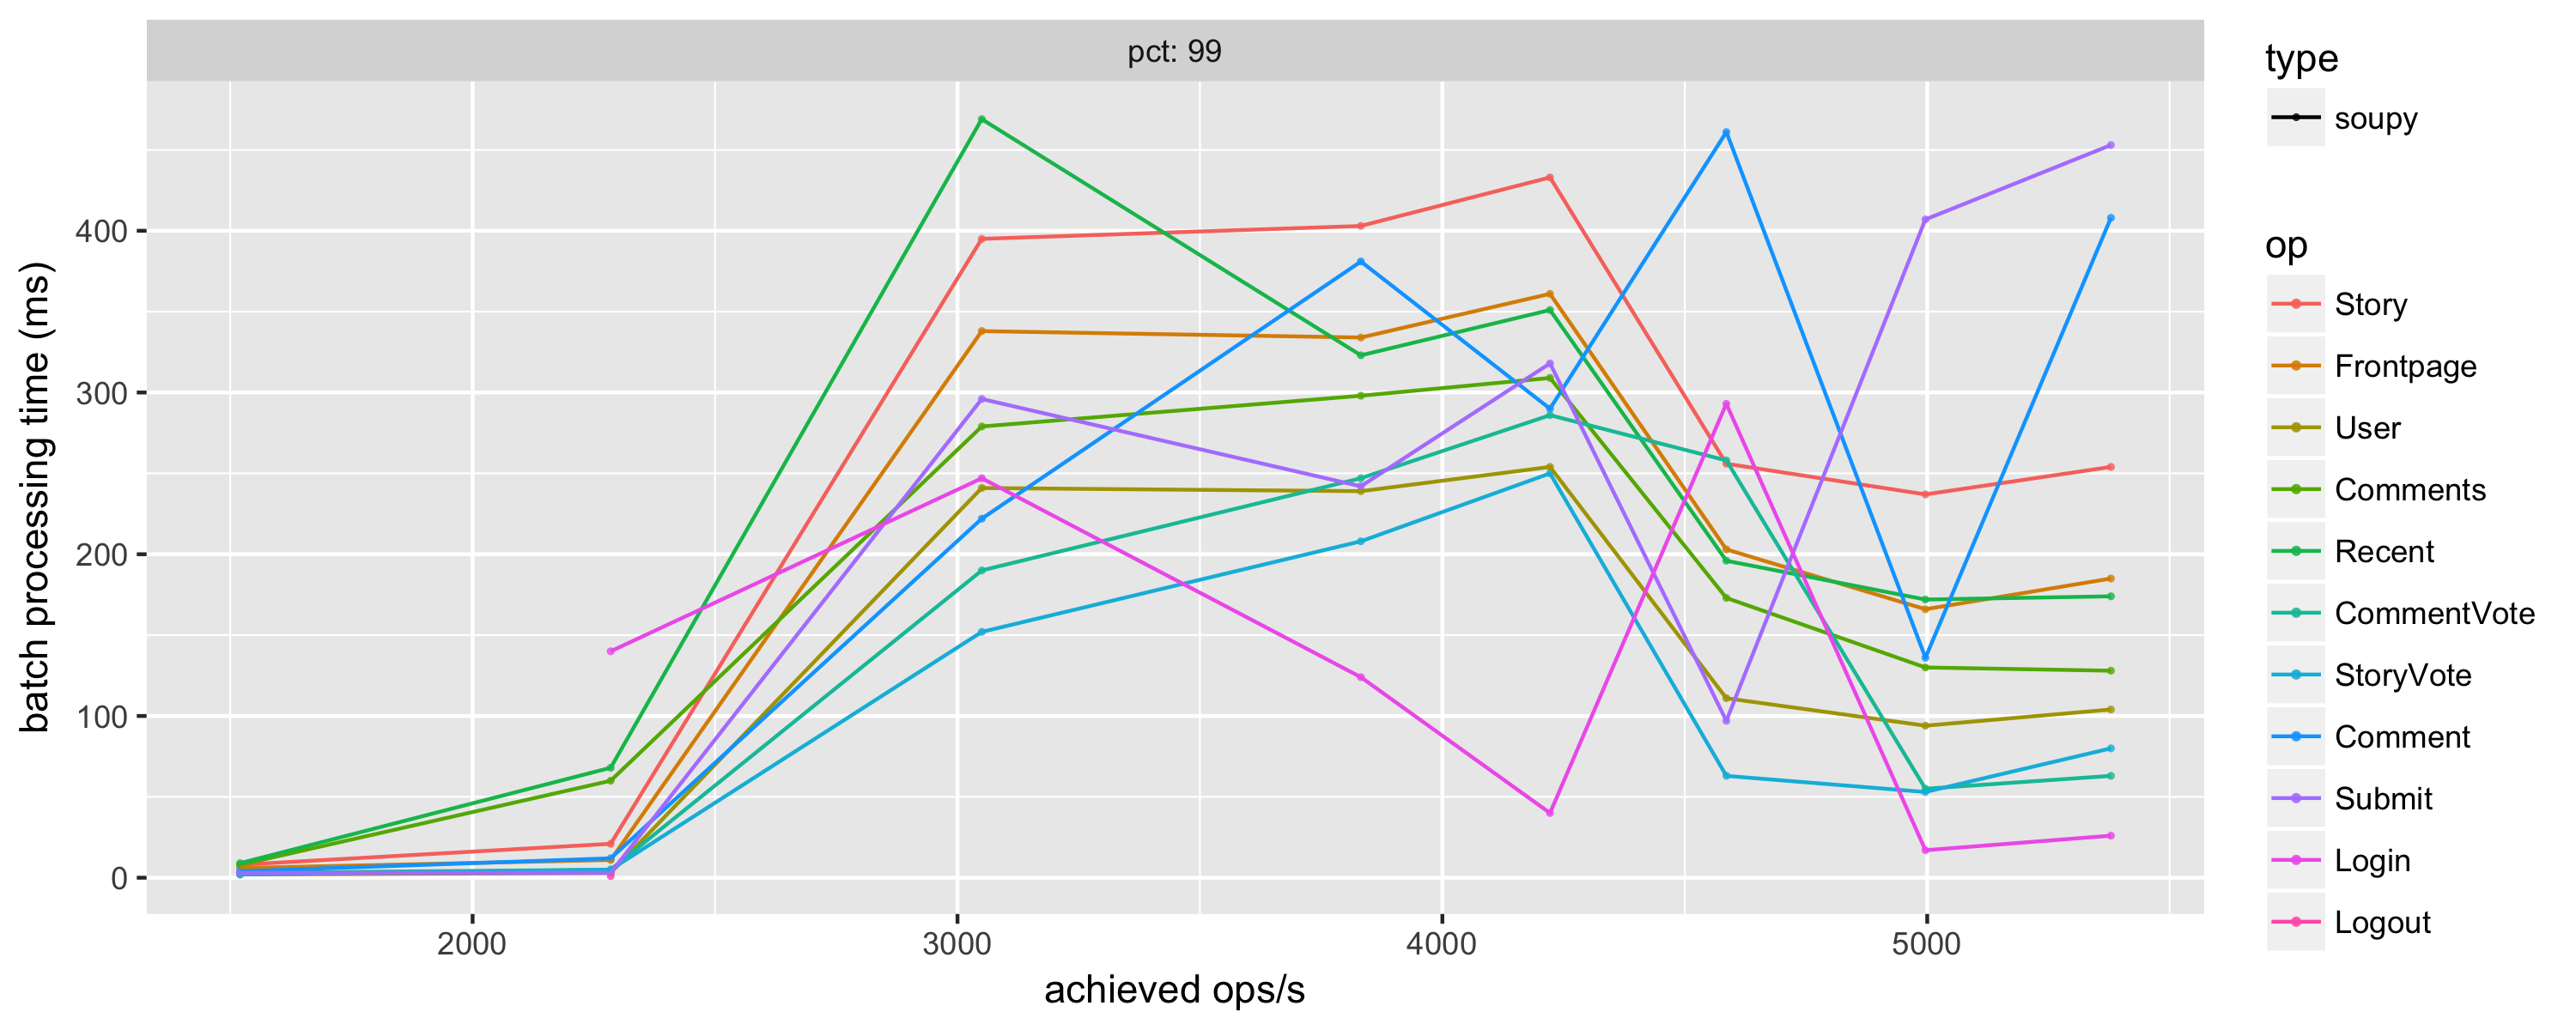 pct: 99
batch processing time (ms)
400
300
200
100
0
2000 3000 4000 5000
achieved ops/s
type
soupy
op
Story
Frontpage
User
Comments
Recent
CommentVote
StoryVote
Comment
Submit
Login
Logout